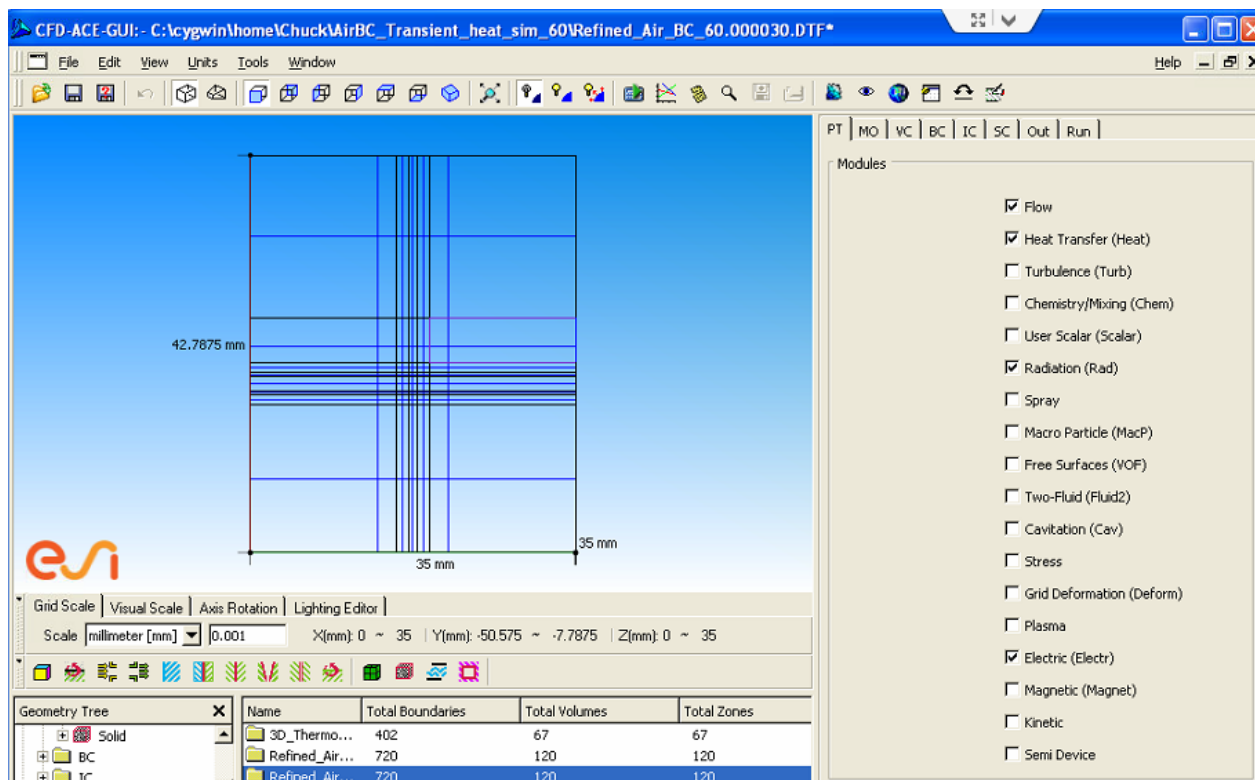 CFD-ACE-GUI:- C:\cygwin\home\Chuck\AirBC_Transient_heat_sim_60\Refined_Air_BC_60.000030.DTF*
File Edit View Units Tools Window Help
PT MO VC BC IC SC Out Run
Modules
Flow
Heat Transfer (Heat)
Turbulence (Turb)
Chemistry/Mixing (Chem)
User Scalar (Scalar)
Radiation (Rad)
Spray
Macro Particle (MacP)
Free Surfaces (VOF)
Two-Fluid (Fluid2)
Cavitation (Cav)
Stress
Grid Deformation (Deform)
Plasma
Electric (Electr)
Magnetic (Magnet)
Kinetic
Semi Device
42.7875 mm
35 mm
35 mm
esi
Grid Scale Visual Scale Axis Rotation Lighting Editor
Scale millimeter [mm] 0.001 X(mm): 0 ~ 35 Y(mm): -50.575 ~ -7.7875 Z(mm): 0 ~ 35
Geometry Tree
Solid
BC
IC
Name Total Boundaries Total Volumes Total Zones
3D_Thermo... 402 67 67
Refined_Air... 720 120 120
Refined_Air... 720 120 120